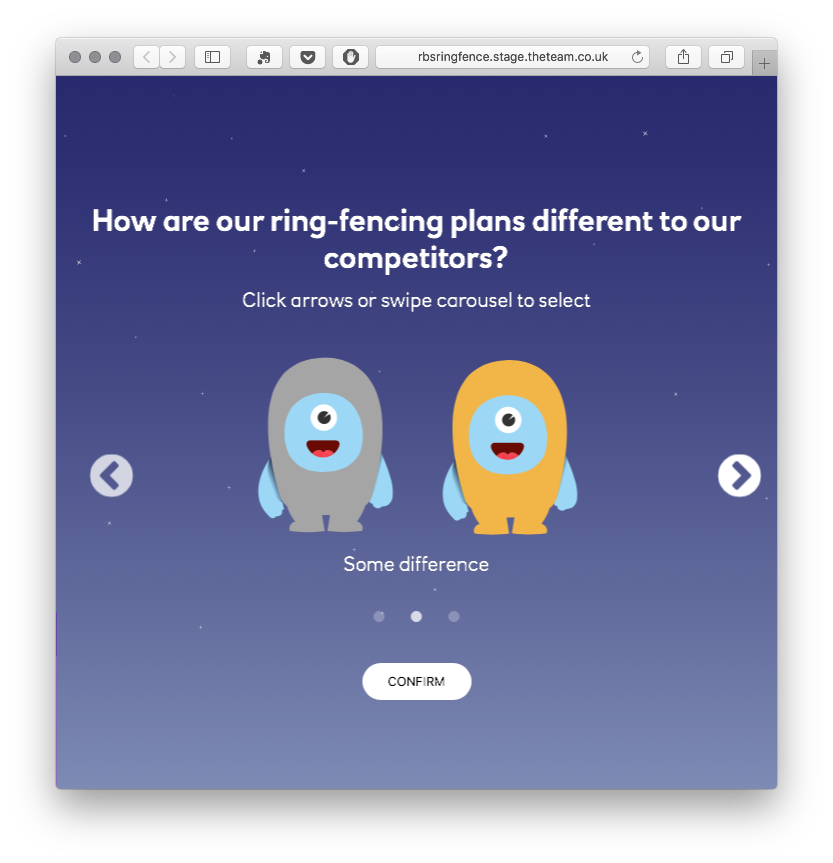 rbsringfence.stage.theteam.co.uk
How are our ring-fencing plans different to our
competitors?
Click arrows or swipe carousel to select
Some difference
CONFIRM